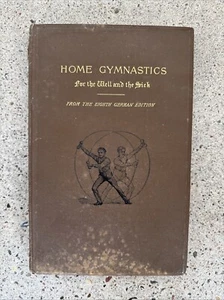 HOME GYMNASTICS
For the Well and the Sick
FROM THE EIGHTH GERMAN EDITION